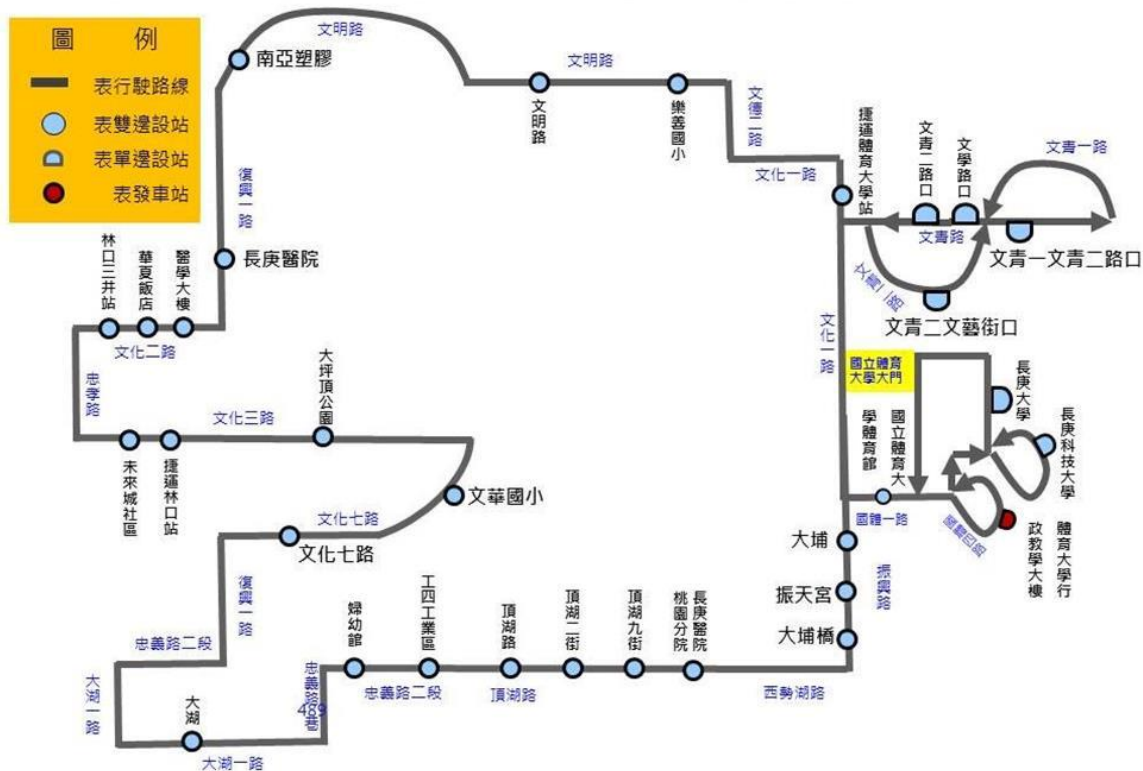 圖 例
表行駛路線
表雙邊設站
表單邊設站
表發車站
文明路
南亞塑膠
文明路
文明路
樂善國小
文德二路
文化一路
捷運體育大學站
文青二路口
文學路口
文青一路
文青路
文青一文青二路口
文青二路
文青二文藝街口
復興一路
長庚醫院
林口三井站
華夏飯店
醫學大樓
文化二路
忠孝路
文化三路
大坪頂公園
未來城社區
捷運林口站
文華國小
文化七路
文化七路
文化一路
國立體育
大學大門
長庚大學
長庚科技大學
國立體育大
學體育館
國體一路
體育大學行
政教學大樓
大埔
振天宮
振興路
大埔橋
復興一路
忠義路二段
大湖一路
大湖
大湖一路
忠義路 巷
489
婦幼館
忠義路二段
工四工業區
頂湖路
頂湖路
頂湖二街
頂湖九街
長庚醫院
桃園分院
西勢湖路